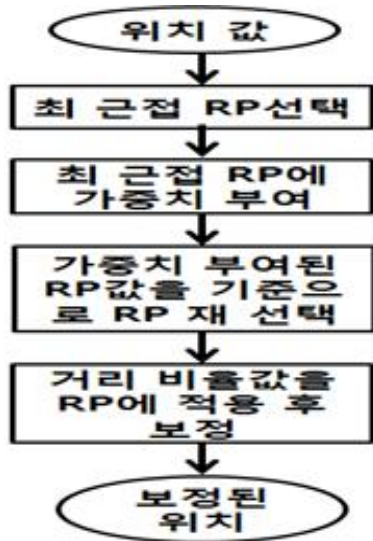 위치 값
최 근접 RP선택
최 근접 RP에
가중치 부여
가중치 부여된
RP값을 기준으
로 RP 재 선택
거리 비율값을
RP에 적용 후
보정
보정된
위치